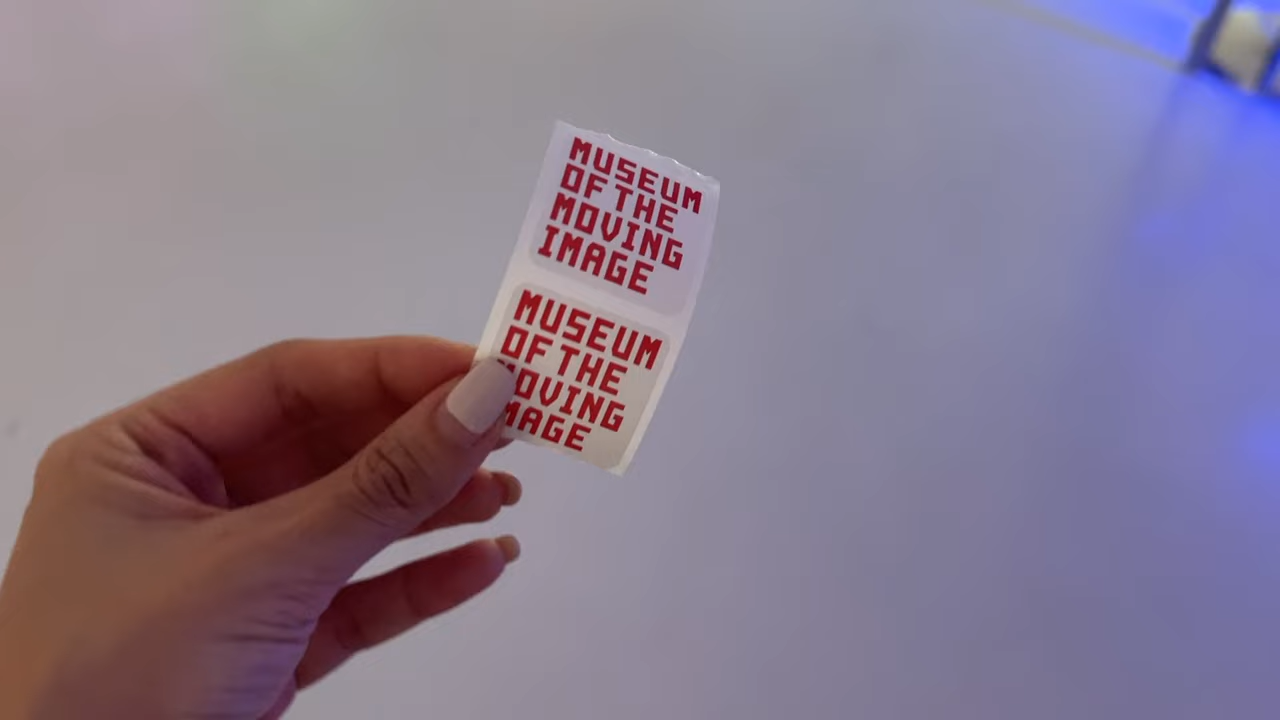 MUSEUM
OF THE
MOVING
IMAGE
MUSEUM
OF THE
MOVING
IMAGE